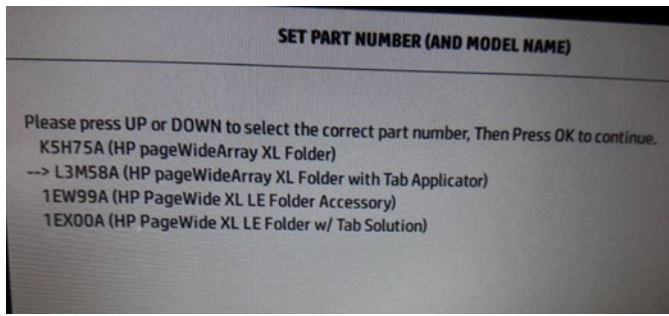 SET PART NUMBER (AND MODEL NAME)
Please press UP or DOWN to select the correct part number, Then Press OK to continue.
K5H75A (HP pageWideArray XL Folder)
--> L3M58A (HP pageWideArray XL Folder with Tab Applicator)
1EW99A (HP PageWide XL LE Folder Accessory)
1EX00A (HP PageWide XL LE Folder w/ Tab Solution)